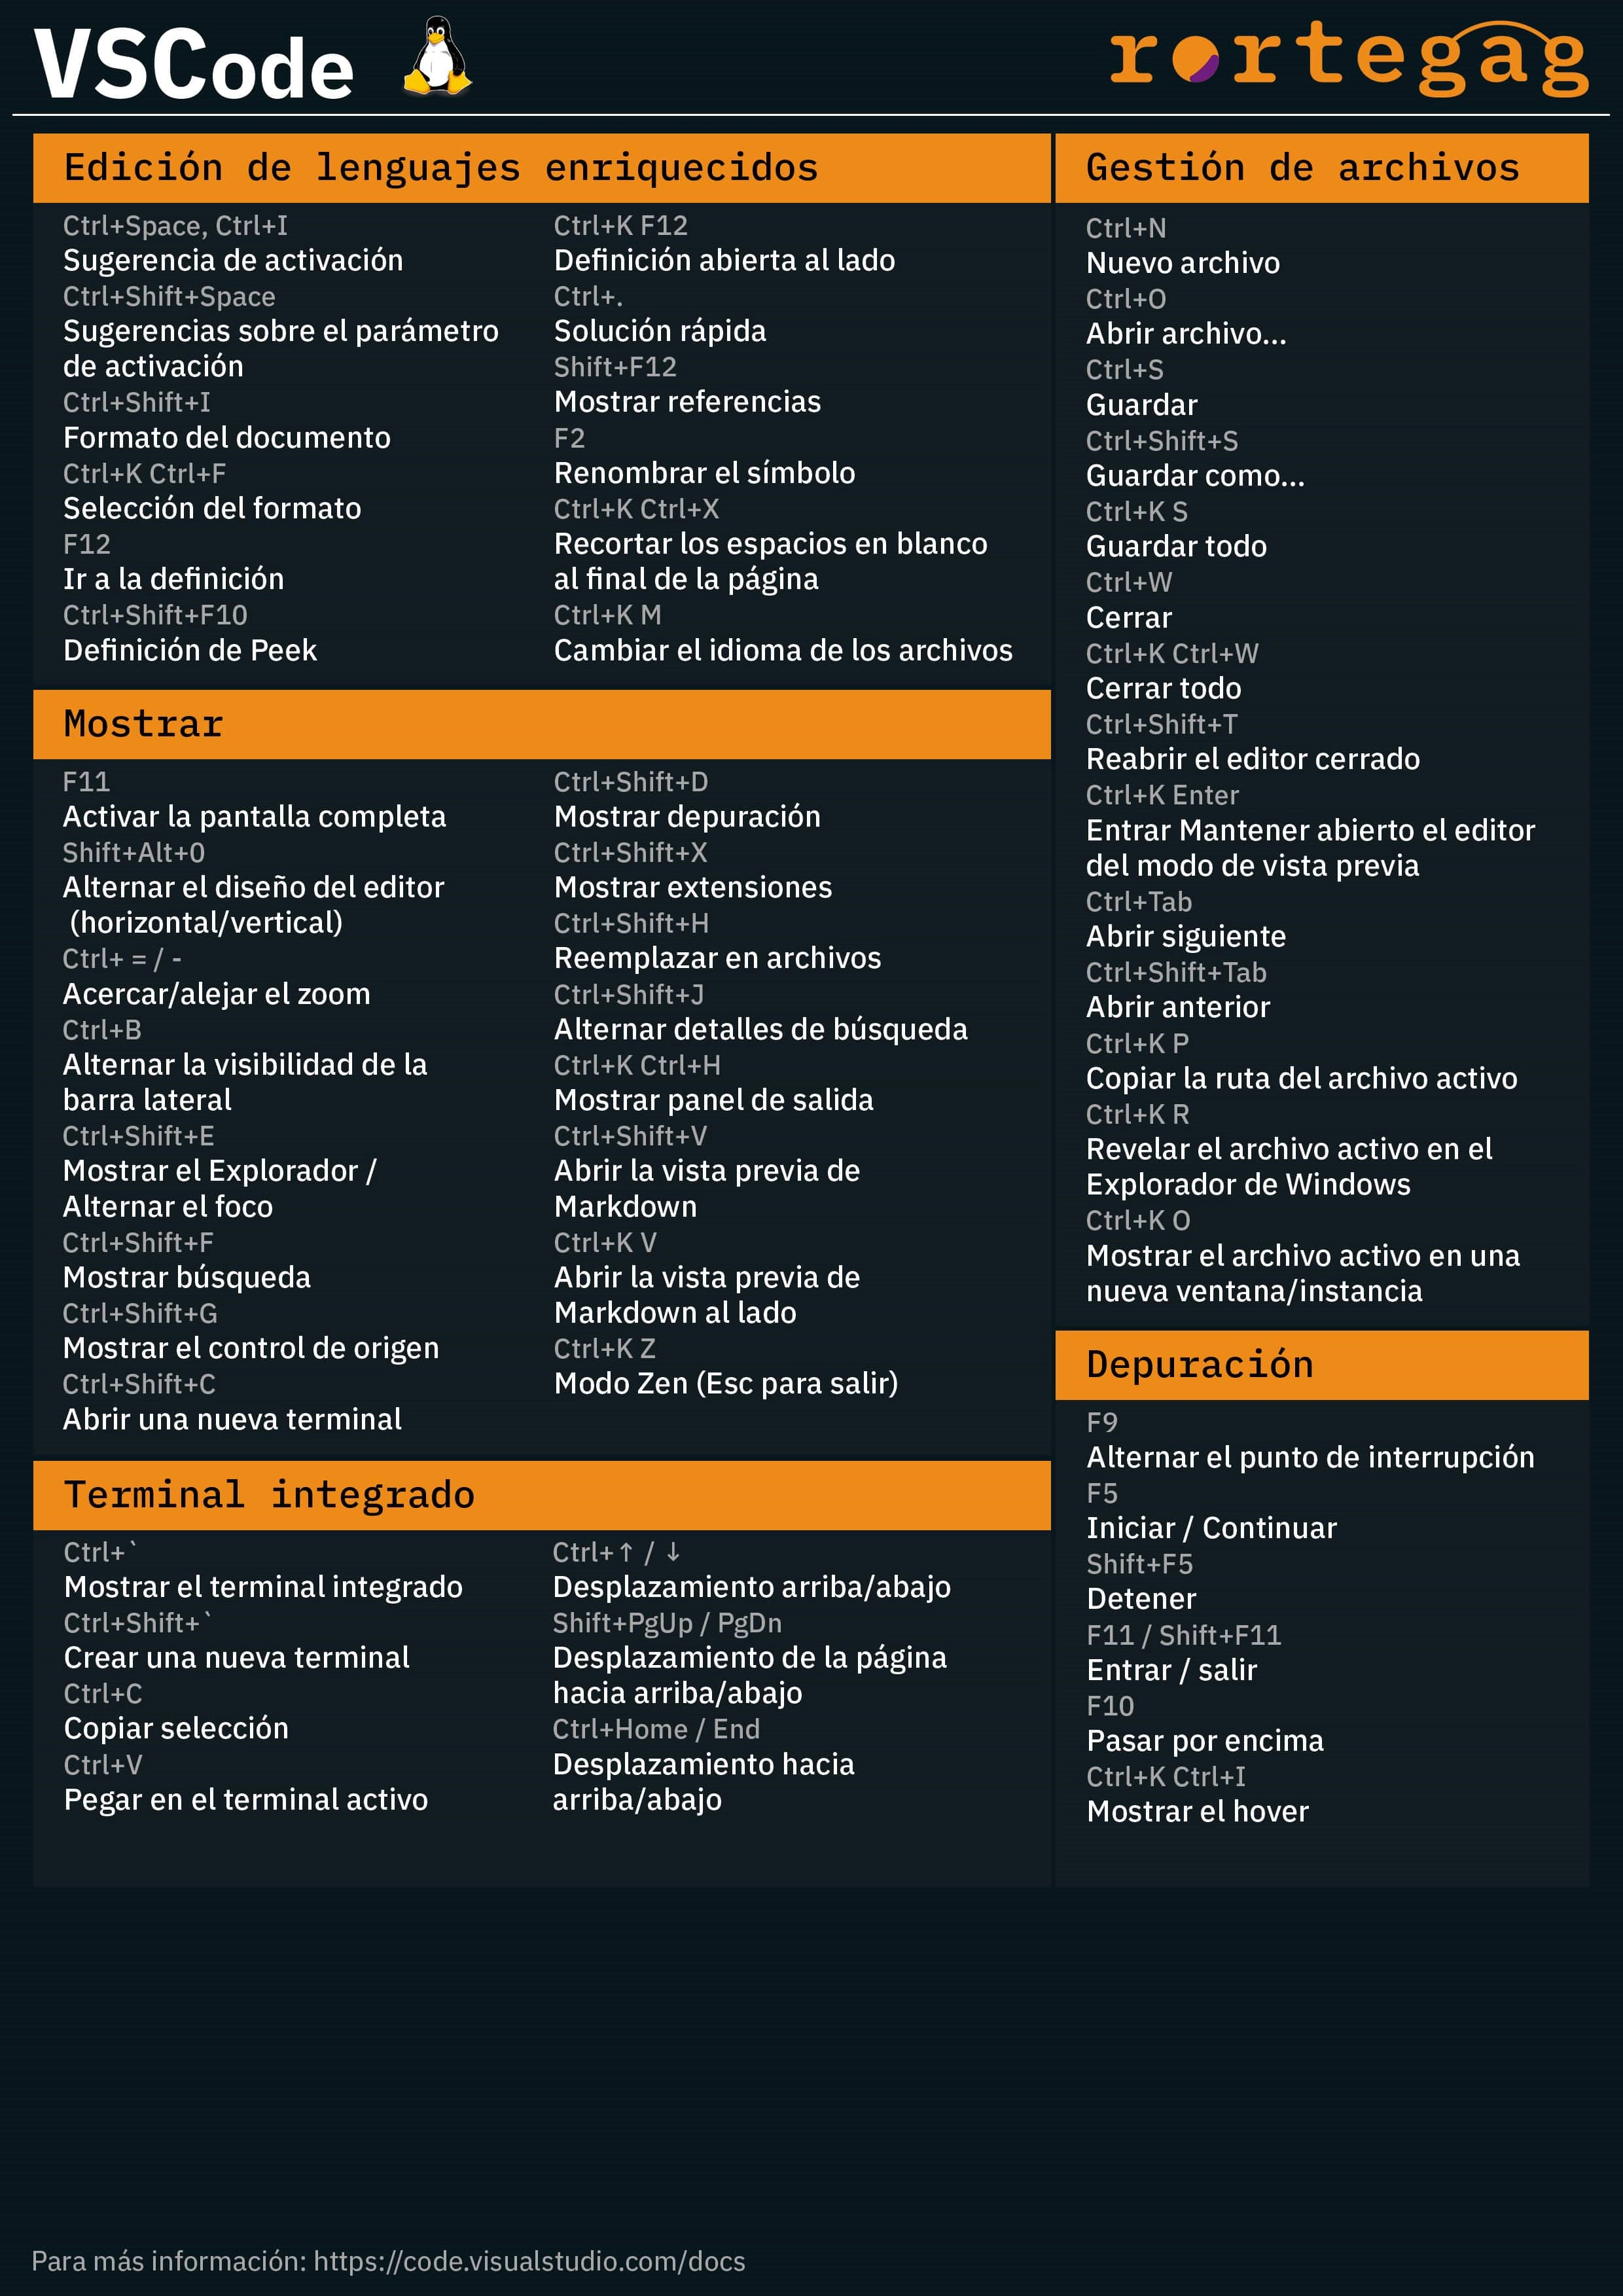 VSCode
rortegag
Edición de lenguajes enriquecidos
Ctrl+Space, Ctrl+I
Sugerencia de activación
Ctrl+Shift+Space
Sugerencias sobre el parámetro
de activación
Ctrl+Shift+I
Formato del documento
Ctrl+K Ctrl+F
Selección del formato
F12
Ir a la definición
Ctrl+Shift+F10
Definición de Peek
Ctrl+K F12
Definición abierta al lado
Ctrl+.
Solución rápida
Shift+F12
Mostrar referencias
F2
Renombrar el símbolo
Ctrl+K Ctrl+X
Recortar los espacios en blanco
al final de la página
Ctrl+K M
Cambiar el idioma de los archivos
Mostrar
F11
Activar la pantalla completa
Shift+Alt+0
Alternar el diseño del editor
(horizontal/vertical)
Ctrl+ = / -
Acercar/alejar el zoom
Ctrl+B
Alternar la visibilidad de la
barra lateral
Ctrl+Shift+E
Mostrar el Explorador /
Alternar el foco
Ctrl+Shift+F
Mostrar búsqueda
Ctrl+Shift+G
Mostrar el control de origen
Ctrl+Shift+C
Abrir una nueva terminal
Ctrl+Shift+D
Mostrar depuración
Ctrl+Shift+X
Mostrar extensiones
Ctrl+Shift+H
Reemplazar en archivos
Ctrl+Shift+J
Alternar detalles de búsqueda
Ctrl+K Ctrl+H
Mostrar panel de salida
Ctrl+Shift+V
Abrir la vista previa de
Markdown
Ctrl+K V
Abrir la vista previa de
Markdown al lado
Ctrl+K Z
Modo Zen (Esc para salir)
Terminal integrado
Ctrl+`
Mostrar el terminal integrado
Ctrl+Shift+`
Crear una nueva terminal
Ctrl+C
Copiar selección
Ctrl+V
Pegar en el terminal activo
Ctrl+↑ / ↓
Desplazamiento arriba/abajo
Shift+PgUp / PgDn
Desplazamiento de la página
hacia arriba/abajo
Ctrl+Home / End
Desplazamiento hacia
arriba/abajo
Gestión de archivos
Ctrl+N
Nuevo archivo
Ctrl+O
Abrir archivo...
Ctrl+S
Guardar
Ctrl+Shift+S
Guardar como...
Ctrl+K S
Guardar todo
Ctrl+W
Cerrar
Ctrl+K Ctrl+W
Cerrar todo
Ctrl+Shift+T
Reabrir el editor cerrado
Ctrl+K Enter
Entrar Mantener abierto el editor
del modo de vista previa
Ctrl+Tab
Abrir siguiente
Ctrl+Shift+Tab
Abrir anterior
Ctrl+K P
Copiar la ruta del archivo activo
Ctrl+K R
Revelar el archivo activo en el
Explorador de Windows
Ctrl+K O
Mostrar el archivo activo en una
nueva ventana/instancia
Depuración
F9
Alternar el punto de interrupción
F5
Iniciar / Continuar
Shift+F5
Detener
F11 / Shift+F11
Entrar / salir
F10
Pasar por encima
Ctrl+K Ctrl+I
Mostrar el hover
Para más información: https://code.visualstudio.com/docs